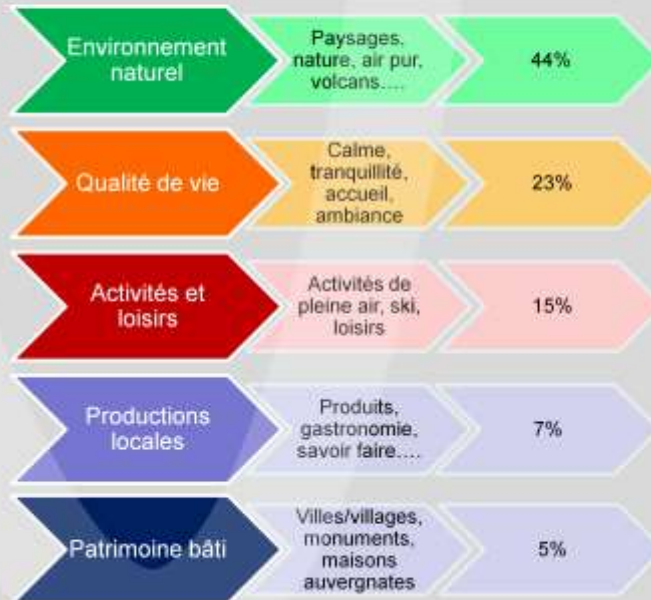 Environnement
naturel
Paysages,
nature, air pur,
volcans....
44%
Qualité de vie
Calme,
tranquillité,
accueil,
ambiance
23%
Activités et
loisirs
Activités de
pleine air, ski,
loisirs
15%
Productions
locales
Produits,
gastronomie,
savoir faire....
7%
Patrimoine bâti
Villes/villages,
monuments,
maisons
auvergnates
5%